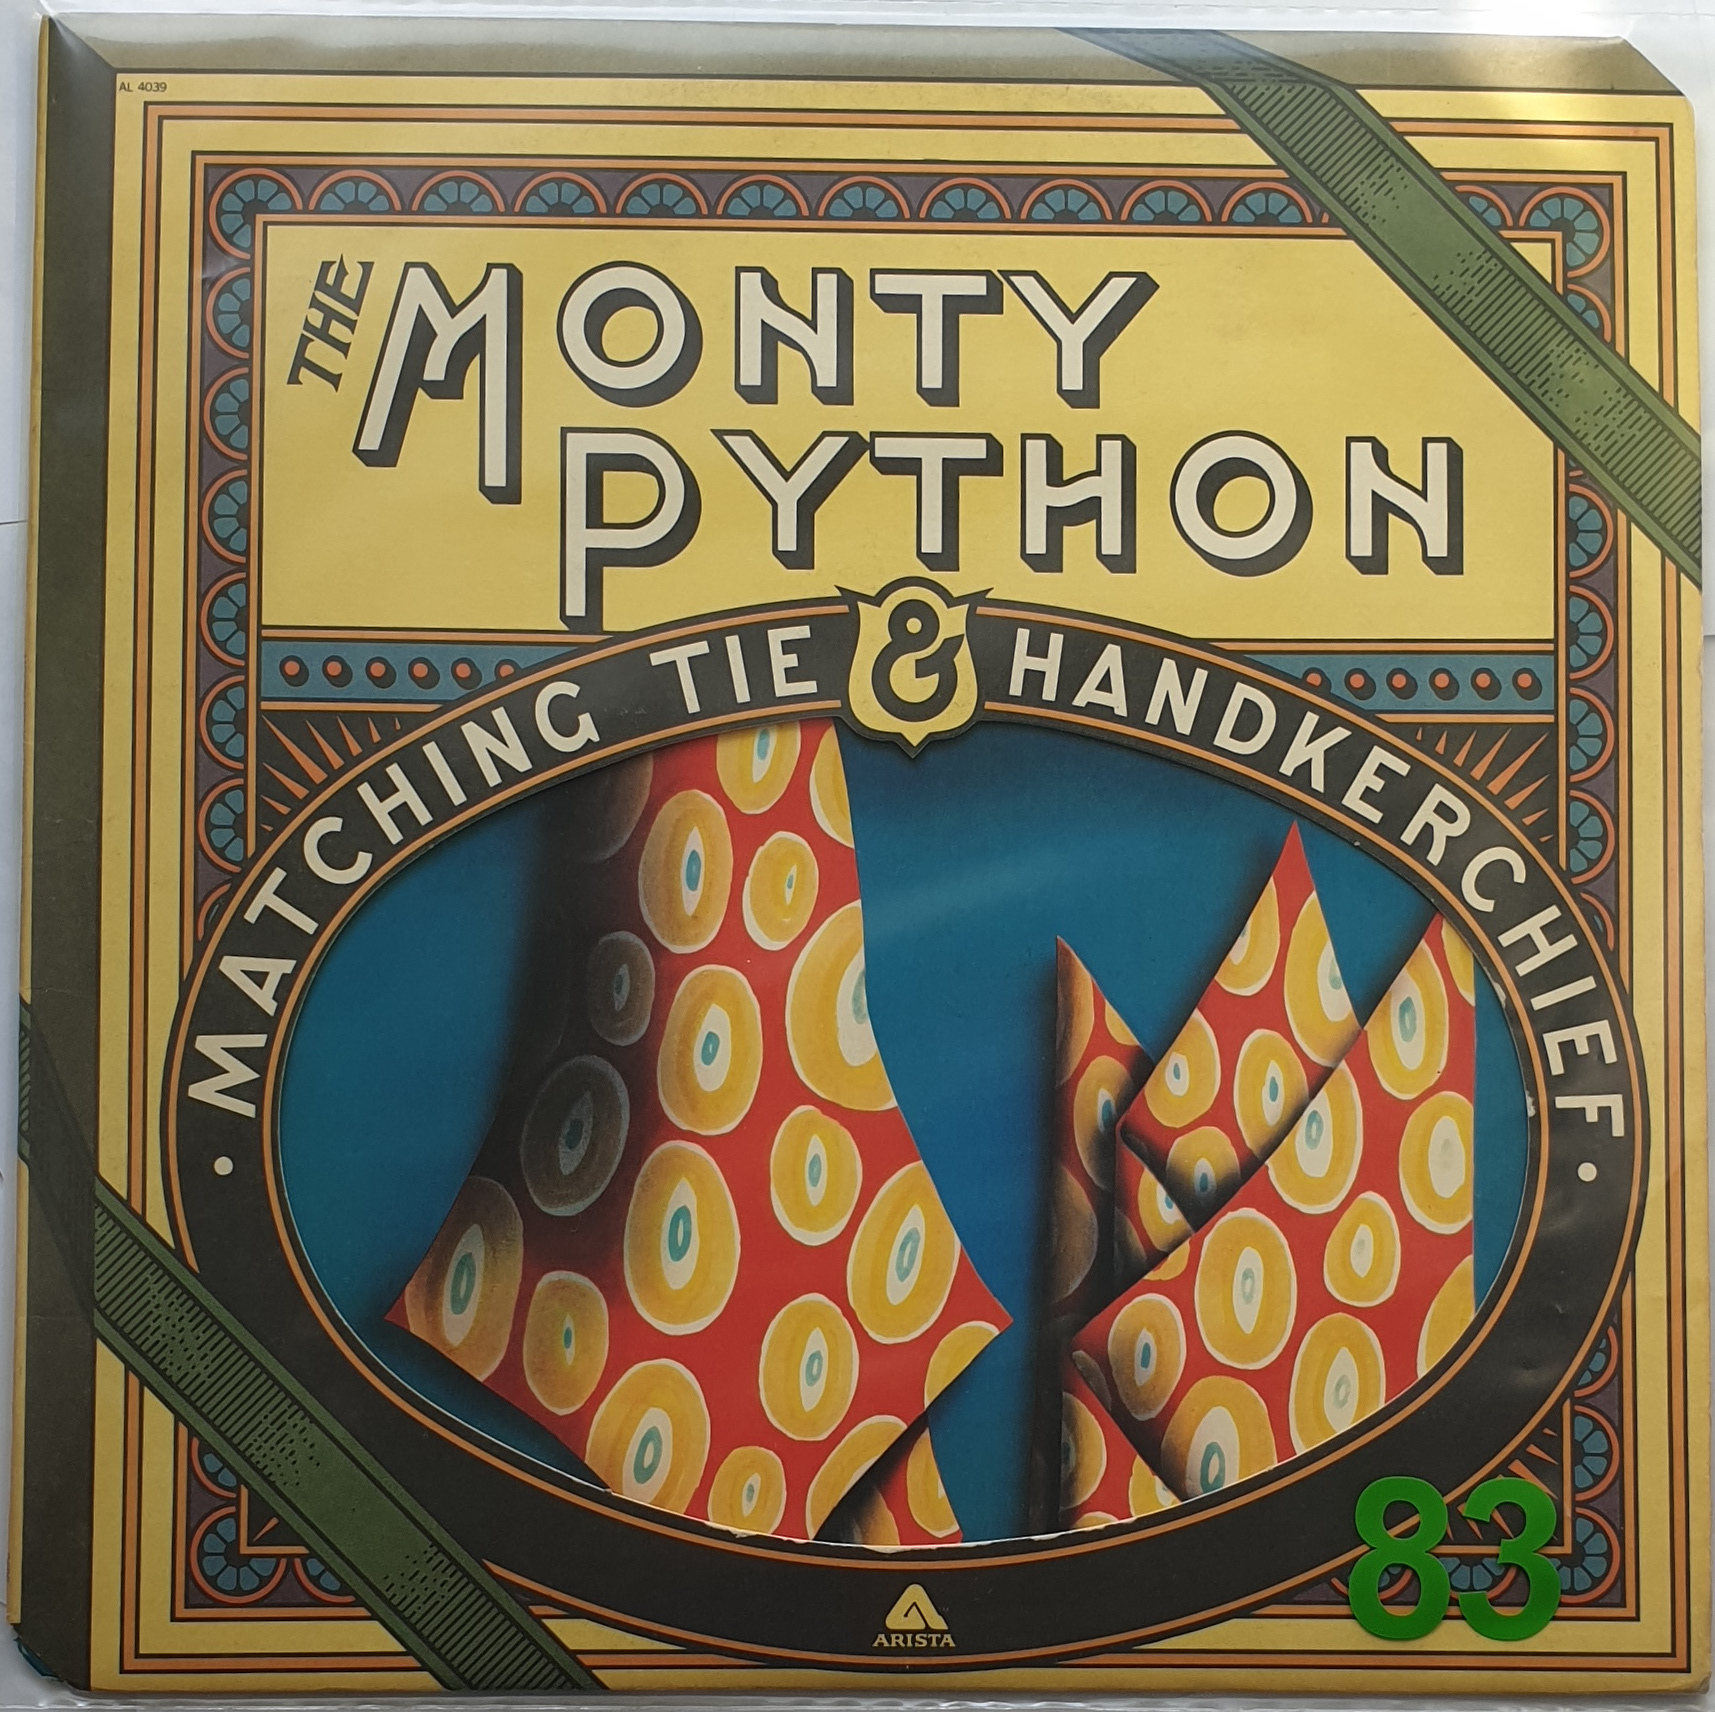 AL 4039
THE
MONTY
PYTHON
• MATCHING TIE & HANDKERCHIEF •
ARISTA
83